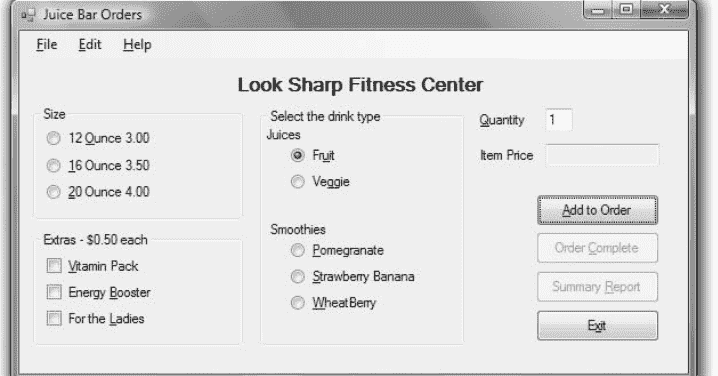 Juice Bar Orders
File Edit Help
Look Sharp Fitness Center
Size
12 Ounce 3.00
16 Ounce 3.50
20 Ounce 4.00
Extras - $0.50 each
Vitamin Pack
Energy Booster
For the Ladies
Select the drink type
Juices
Fruit
Veggie
Smoothies
Pomegranate
Strawberry Banana
WheatBerry
Quantity 1
Item Price
Add to Order
Order Complete
Summary Report
Exit